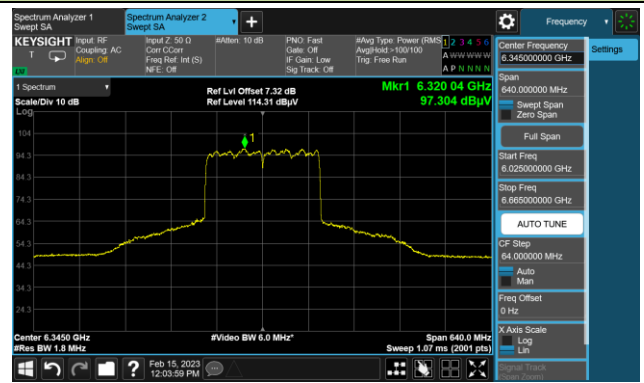 Spectrum Analyzer 1
Swept SA
Spectrum Analyzer 2
Swept SA
Frequency
KEYSIGHT
T
LV
Input: RF
Coupling: AC
Align: Off
Input Z: 50 Ω
Corr CCorr
Freq Ref: Int (S)
NFE: Off
#Atten: 10 dB
PNO: Fast
Gate: Off
IF Gain: Low
Sig Track: Off
#Avg Type: Power (RMS
Avg|Hold:>100/100
Trig: Free Run
1 2 3 4 5 6
A W W W W W
A P N N N N
1 Spectrum
Scale/Div 10 dB
Log
Ref Lvl Offset 7.32 dB
Ref Level 114.31 dBµV
Mkr1 6.320 04 GHz
97.304 dBµV
1
104
94.3
84.3
74.3
64.3
54.3
44.3
34.3
24.3
Center 6.3450 GHz
#Res BW 1.8 MHz
#Video BW 6.0 MHz*
Span 640.0 MHz
Sweep 1.07 ms (2001 pts)
Feb 15, 2023
12:03:59 PM
Center Frequency
6.345000000 GHz
Settings
Span
640.000000 MHz
Swept Span
Zero Span
Full Span
Start Freq
6.025000000 GHz
Stop Freq
6.665000000 GHz
AUTO TUNE
CF Step
64.000000 MHz
Auto
Man
Freq Offset
0 Hz
X Axis Scale
Log
Lin
Signal Track
(Span Zoom)